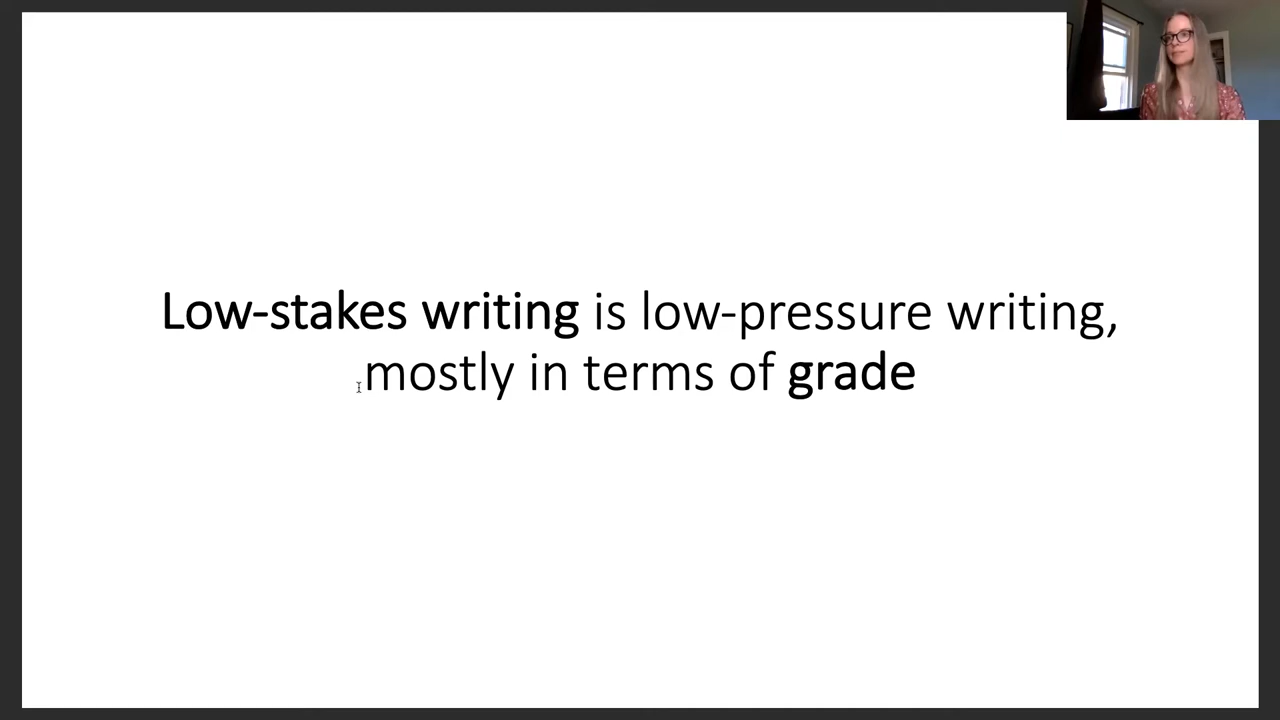 Low-stakes writing is low-pressure writing,
mostly in terms of grade